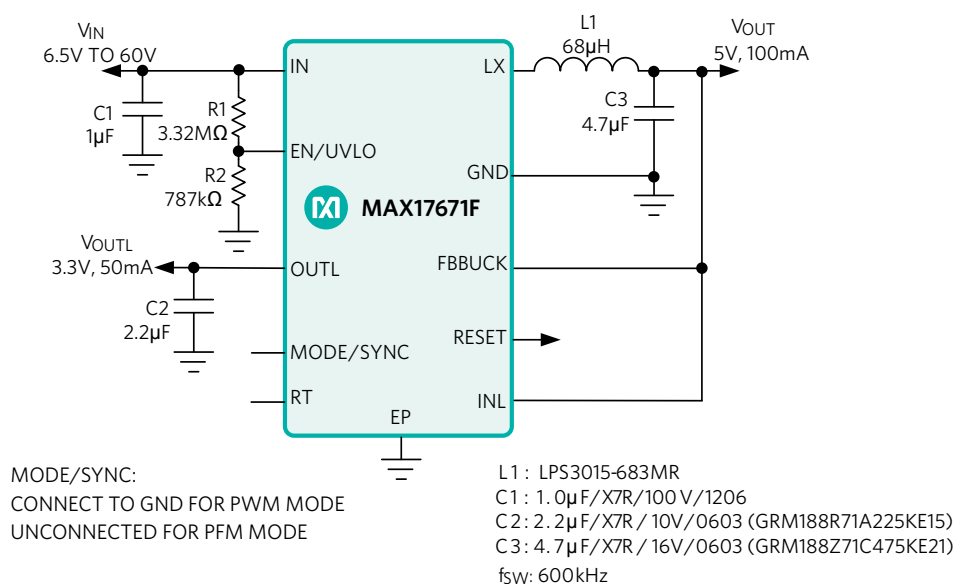 VIN
6.5V TO 60V
C1
1µF
R1
3.32MΩ
R2
787kΩ
VOUTL
3.3V, 50mA
C2
2.2µF
IN
EN/UVLO
MAX17671F
OUTL
MODE/SYNC
RT
EP
LX
GND
FBBUCK
RESET
INL
L1
68µH
C3
4.7µF
VOUT
5V, 100mA
MODE/SYNC:
CONNECT TO GND FOR PWM MODE
UNCONNECTED FOR PFM MODE
L1: LPS3015-683MR
C1: 1.0µF/X7R/100V/1206
C2: 2.2µF/X7R/10V/0603 (GRM188R71A225KE15)
C3: 4.7µF/X7R/16V/0603 (GRM188Z71C475KE21)
fSW: 600kHz